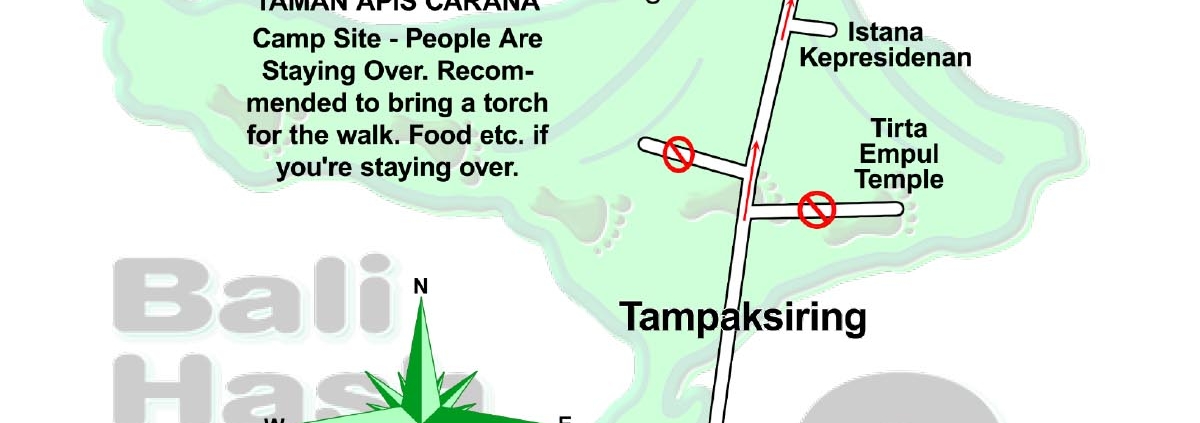 TAMAN APIS CARANA
Camp Site - People Are
Staying Over. Recom-
mended to bring a torch
for the walk. Food etc. if
you're staying over.
Istana
Kepresidenan
Tirta
Empul
Temple
Tampaksiring
Bali
Hash
N
W
E